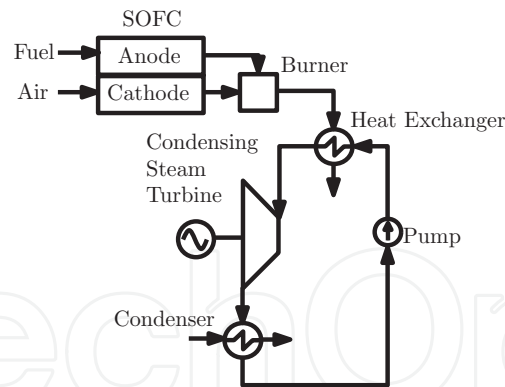 SOFC
Fuel
Anode
Burner
Air
Cathode
Heat Exchanger
Condensing
Steam
Turbine
Pump
Condenser